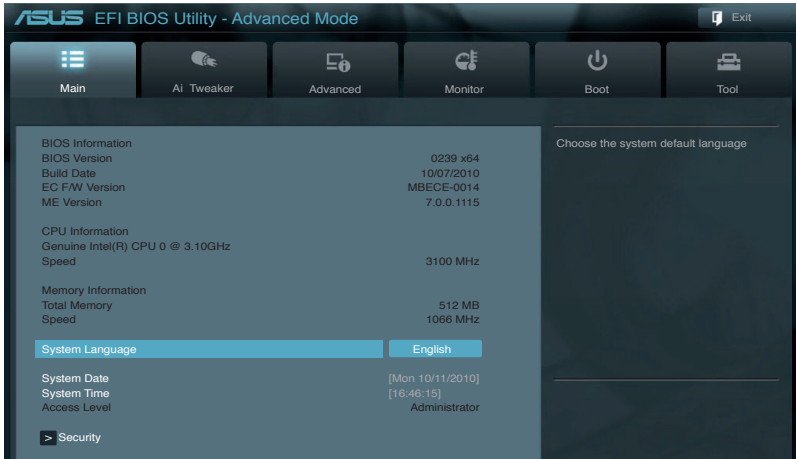 ASUS EFI BIOS Utility - Advanced Mode
Exit
Main Ai Tweaker Advanced Monitor Boot Tool
BIOS Information
BIOS Version 0239 x64
Build Date 10/07/2010
EC F/W Version MBECE-0014
ME Version 7.0.0.1115
CPU Information
Genuine Intel(R) CPU 0 @ 3.10GHz
Speed 3100 MHz
Memory Information
Total Memory 512 MB
Speed 1066 MHz
System Language English
System Date [Mon 10/11/2010]
System Time [16:46:15]
Access Level Administrator
> Security
Choose the system default language